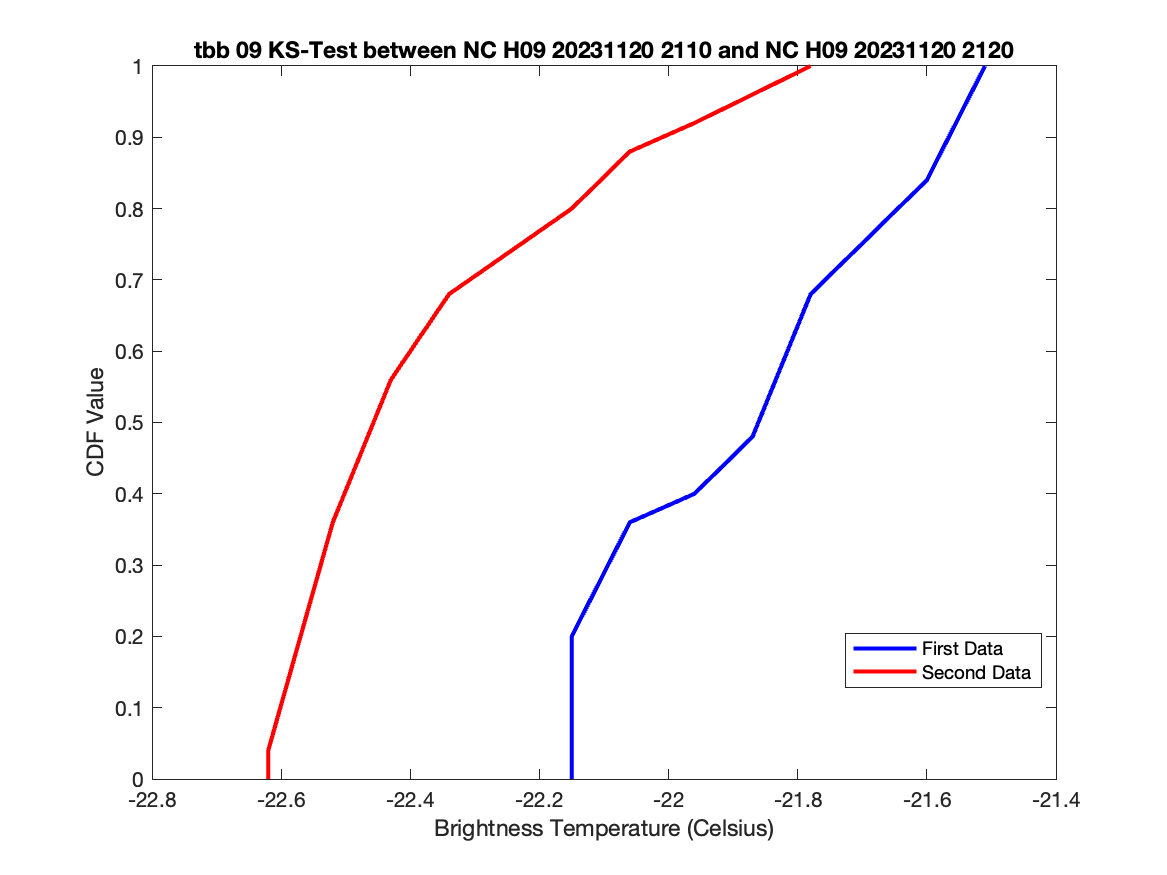 tbb 09 KS-Test between NC H09 20231120 2110 and NC H09 20231120 2120
1
0.9
0.8
0.7
0.6
0.5
0.4
0.3
0.2
0.1
0
CDF Value
First Data
Second Data
-22.8 -22.6 -22.4 -22.2 -22 -21.8 -21.6 -21.4
Brightness Temperature (Celsius)